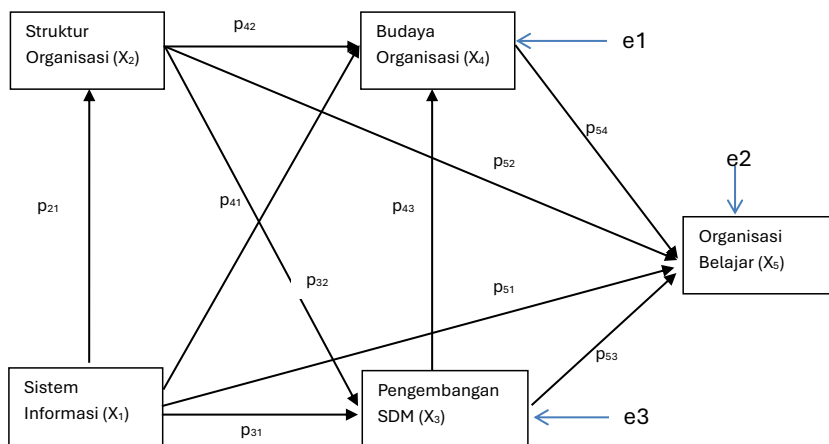 Struktur
Organisasi (X₂)
p₄₂
Budaya
Organisasi (X₄)
e1
p₅₄
p₅₂
e2
p₂₁
p₄₁
p₄₃
Organisasi
Belajar (X₅)
p₃₂
p₅₁
p₅₃
Sistem
Informasi (X₁)
p₃₁
Pengembangan
SDM (X₃)
e3